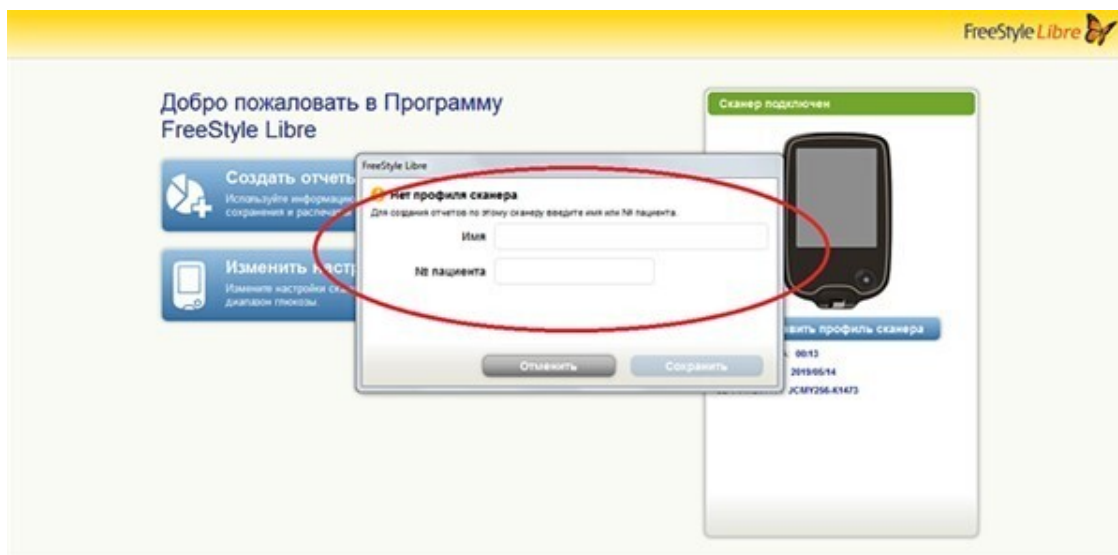 FreeStyle Libre
Добро пожаловать в Программу
FreeStyle Libre
Создать отчеть
Используйте информацию
сохранения и распечат
Изменить настр
Измените настройки ска
диапазон глюкозы.
FreeStyle Libre
Нет профиля сканера
Для создания отчетов по этому сканеру введите имя или № пациента.
Имя
№ пациента
Отменить
Сохранить
Сканер подключен
вить профиль сканера
00:13
2019/05/14
JCMY256-K1473